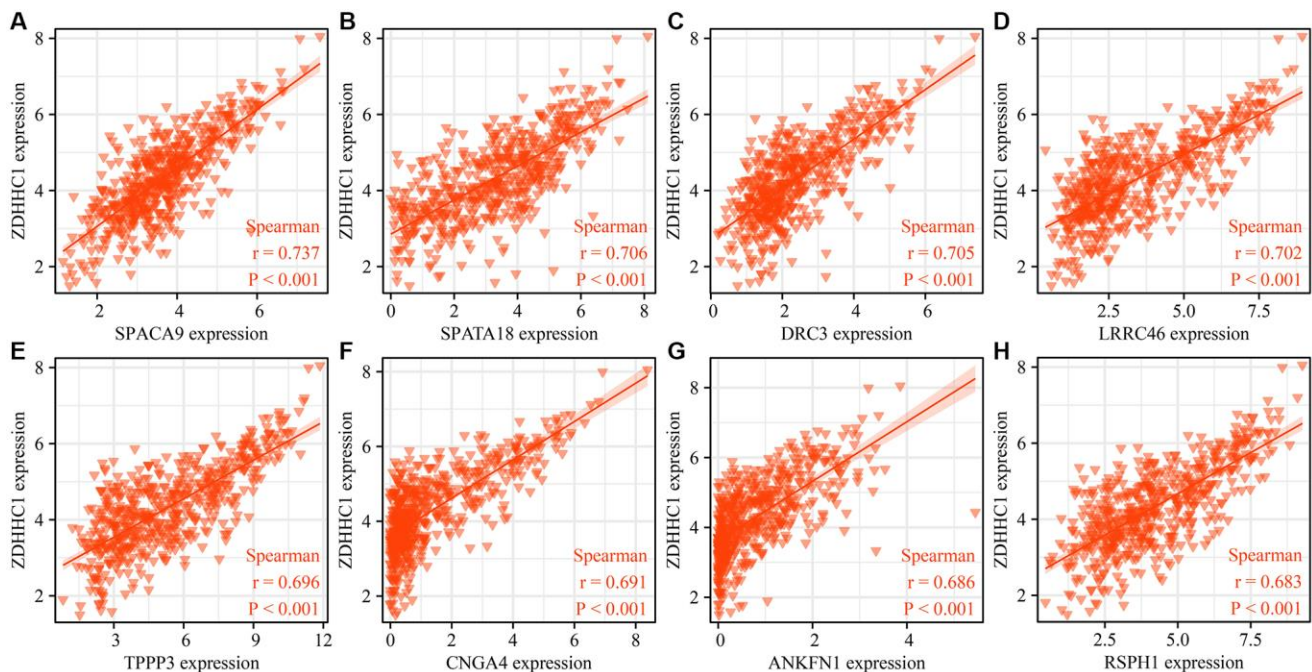 A
ZDHHC1 expression
8
6
4
2
Spearman
r = 0.737
P < 0.001
2
4
6
SPACA9 expression
B
ZDHHC1 expression
8
6
4
2
Spearman
r = 0.706
P < 0.001
0
2
4
6
8
SPATA18 expression
C
ZDHHC1 expression
8
6
4
2
Spearman
r = 0.705
P < 0.001
0
2
4
6
DRC3 expression
D
ZDHHC1 expression
8
6
4
2
Spearman
r = 0.702
P < 0.001
2.5
5.0
7.5
LRRC46 expression
E
ZDHHC1 expression
8
6
4
2
Spearman
r = 0.696
P < 0.001
3
6
9
12
TPPP3 expression
F
ZDHHC1 expression
8
6
4
2
Spearman
r = 0.691
P < 0.001
0
2
4
6
8
CNGA4 expression
G
ZDHHC1 expression
8
6
4
2
Spearman
r = 0.686
P < 0.001
0
2
4
ANKFN1 expression
H
ZDHHC1 expression
8
6
4
2
Spearman
r = 0.683
P < 0.001
2.5
5.0
7.5
RSPH1 expression